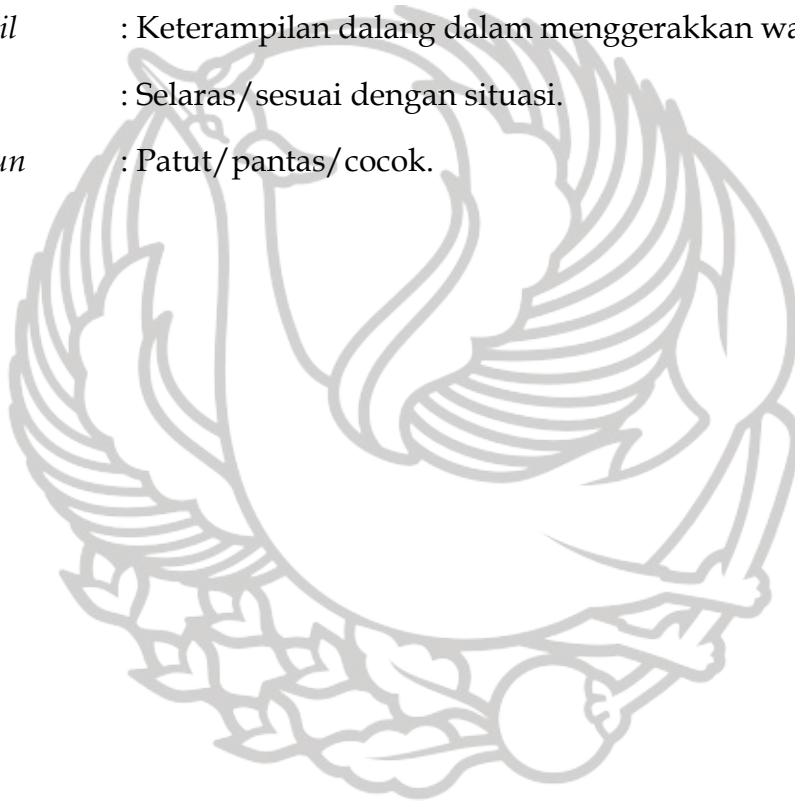 il : Keterampilan dalang dalam menggerakkan wa
: Selaras/sesuai dengan situasi.
un : Patut/pantas/cocok.